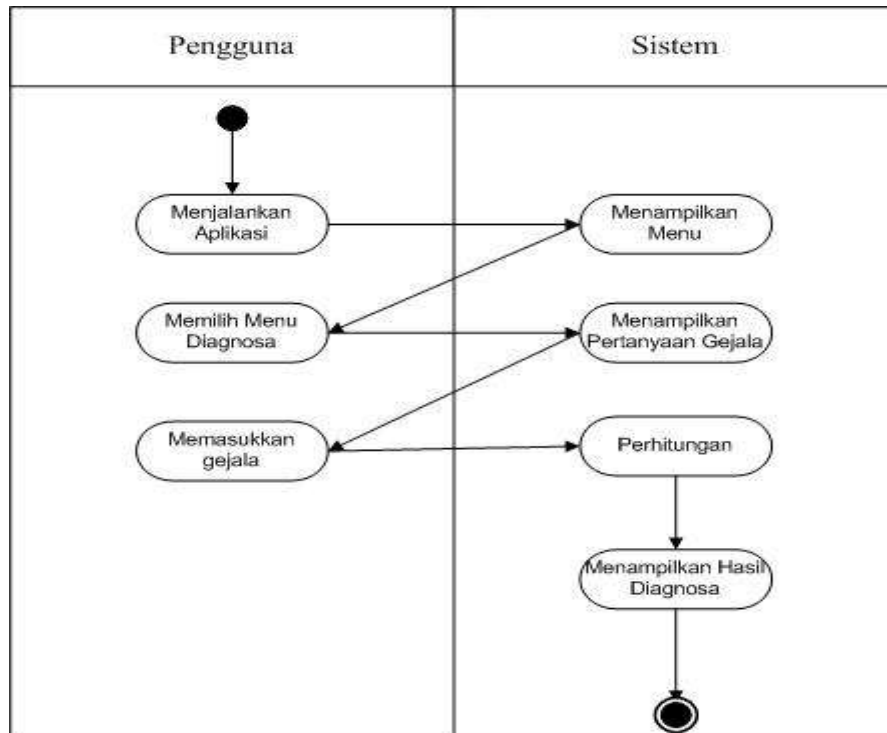 Pengguna
Sistem
Menjalankan
Aplikasi
Menampilkan
Menu
Memilih Menu
Diagnosa
Menampilkan
Pertanyaan Gejala
Memasukkan
gejala
Perhitungan
Menampilkan Hasil
Diagnosa